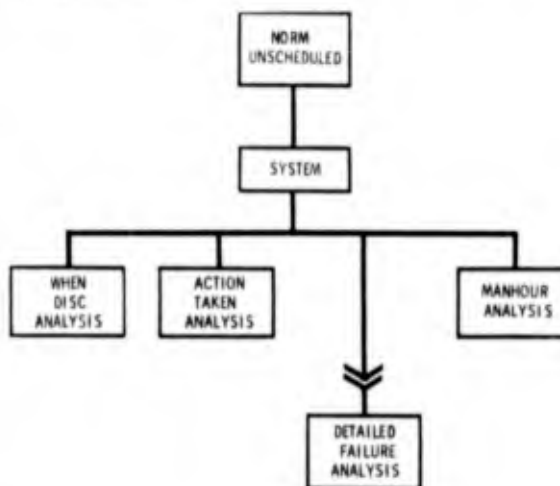 NORM
UNSCHEDULED
SYSTEM
WHEN
DISC
ANALYSIS
ACTION
TAKEN
ANALYSIS
MANHOUR
ANALYSIS
DETAILED
FAILURE
ANALYSIS